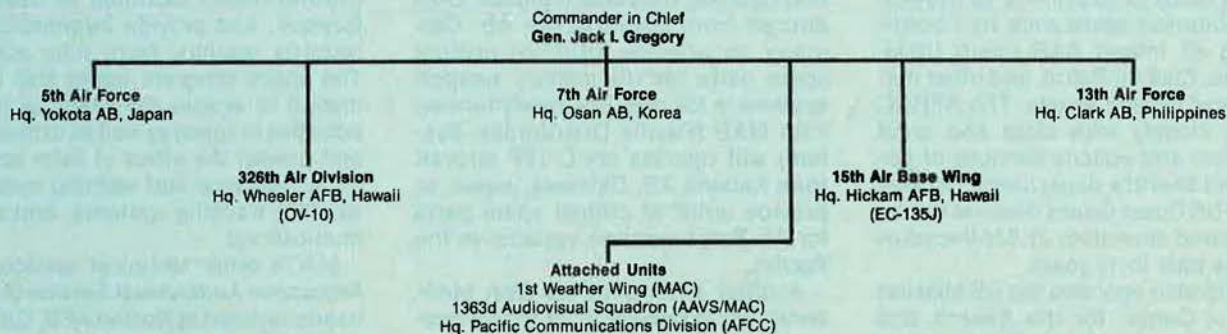 Commander in Chief
Gen. Jack I. Gregory
5th Air Force
Hq. Yokota AB, Japan
7th Air Force
Hq. Osan AB, Korea
13th Air Force
Hq. Clark AB, Philippines
326th Air Division
Hq. Wheeler AFB, Hawaii
(OV-10)
15th Air Base Wing
Hq. Hickam AFB, Hawaii
(EC-135J)
Attached Units
1st Weather Wing (MAC)
1363d Audiovisual Squadron (AAVS/MAC)
Hq. Pacific Communications Division (AFCC)